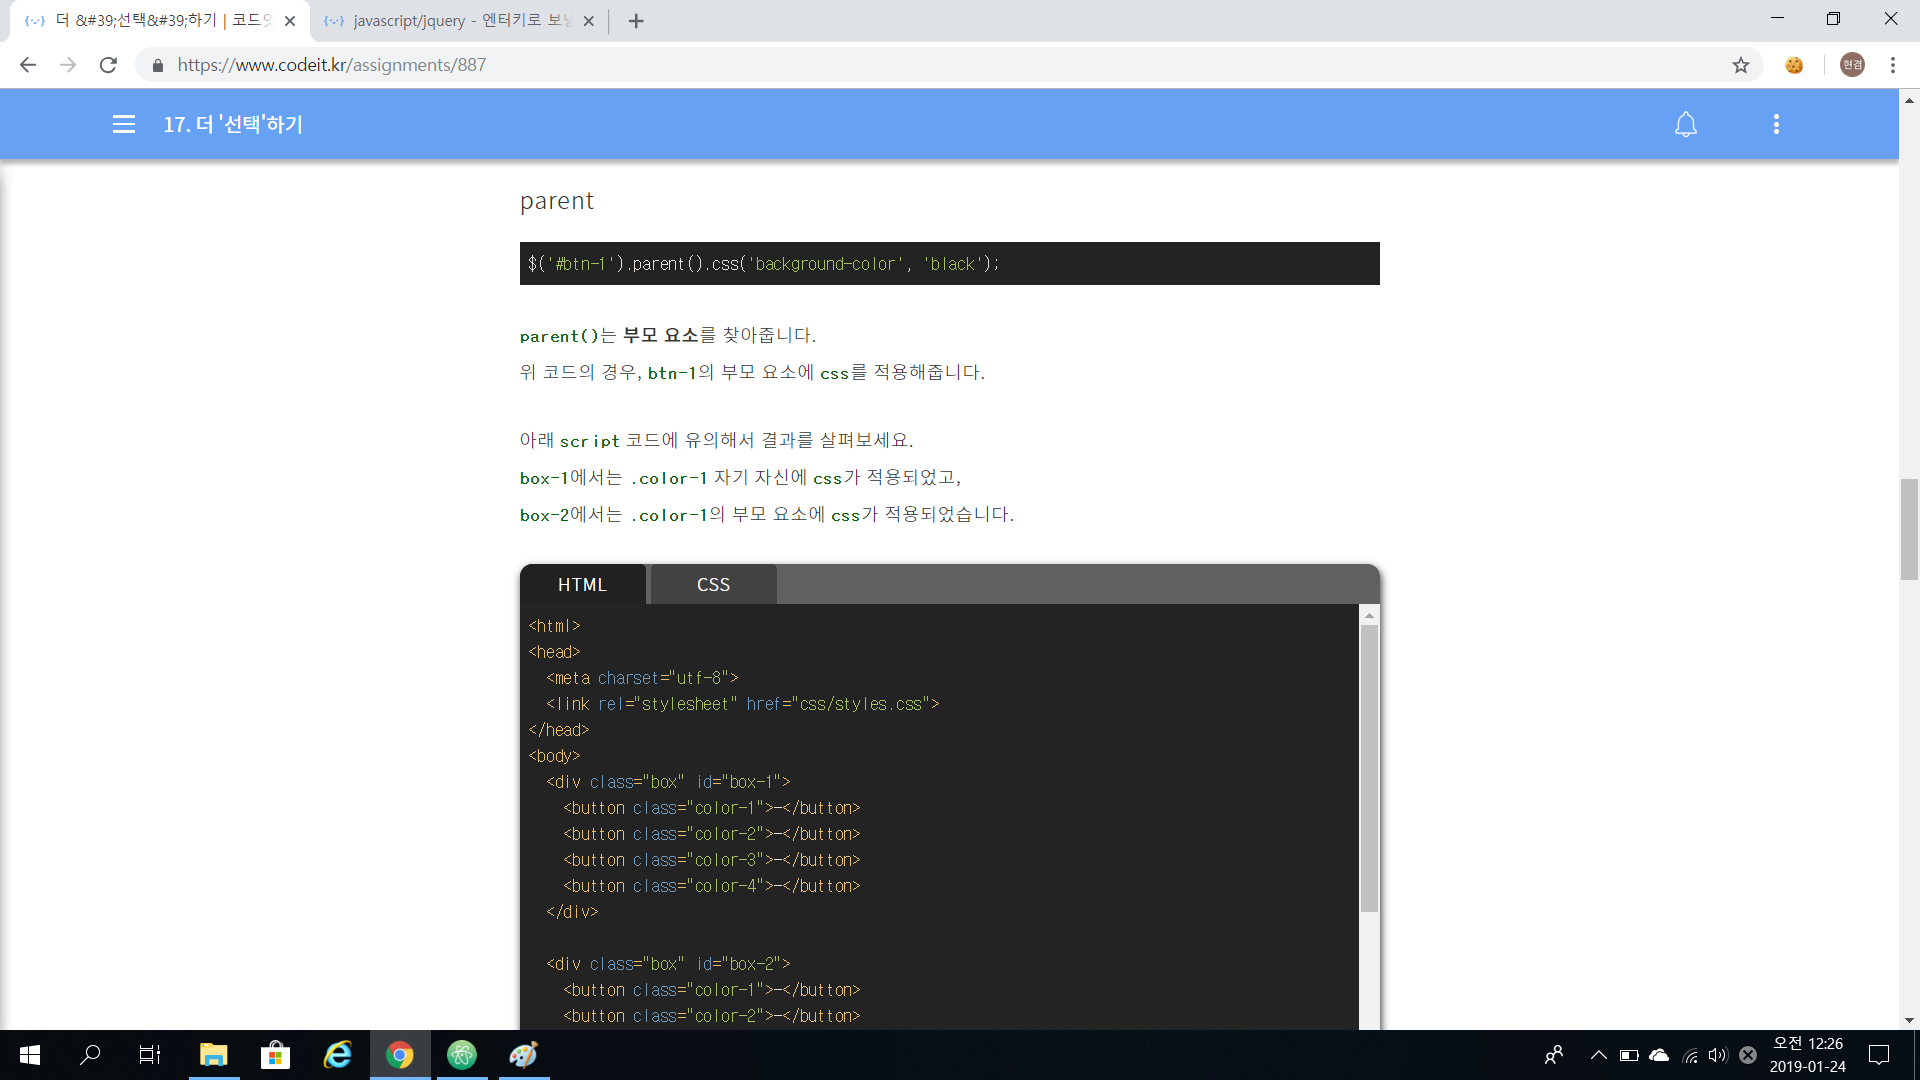 더 &#39;선택&#39;하기 | 코드잇
javascript/jquery - 엔터키로 보낼
https://www.codeit.kr/assignments/887
현겸
17. 더 '선택'하기
parent
$('#btn-1').parent().css('background-color', 'black');
parent()는 부모 요소를 찾아줍니다.
위 코드의 경우, btn-1의 부모 요소에 css를 적용해줍니다.
아래 script 코드에 유의해서 결과를 살펴보세요.
box-1에서는 .color-1 자기 자신에 css가 적용되었고,
box-2에서는 .color-1의 부모 요소에 css가 적용되었습니다.
HTML CSS
<html>
<head>
<meta charset="utf-8">
<link rel="stylesheet" href="css/styles.css">
</head>
<body>
<div class="box" id="box-1">
<button class="color-1">-</button>
<button class="color-2">-</button>
<button class="color-3">-</button>
<button class="color-4">-</button>
</div>
<div class="box" id="box-2">
<button class="color-1">-</button>
<button class="color-2">-</button>
오전 12:26
2019-01-24